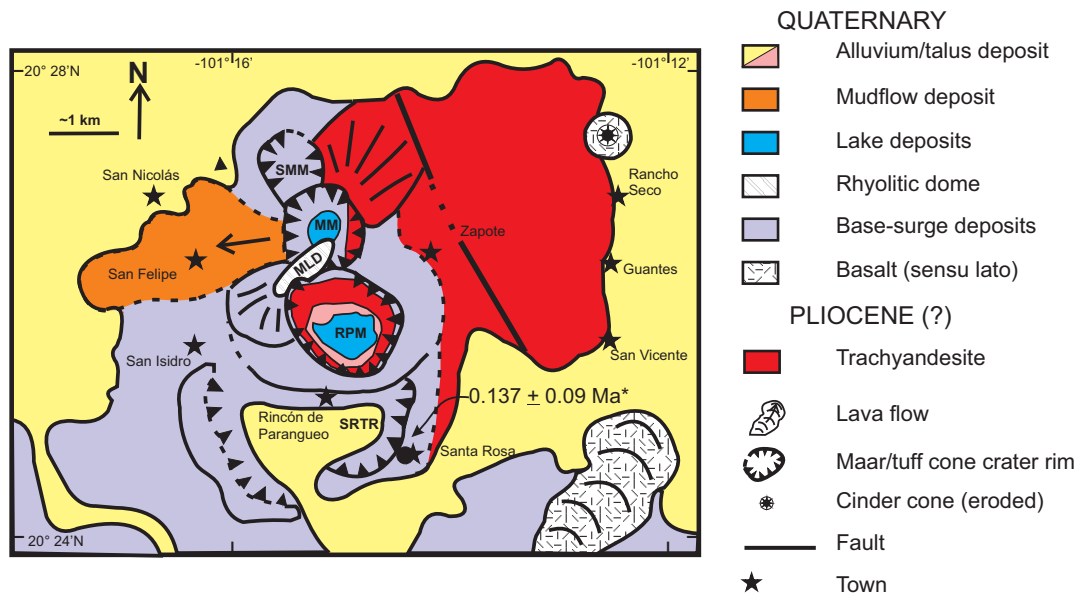 QUATERNARY
Alluvium/talus deposit
Mudflow deposit
Lake deposits
Rhyolitic dome
Base-surge deposits
Basalt (sensu lato)
PLIOCENE (?)
Trachyandesite
Lava flow
Maar/tuff cone crater rim
Cinder cone (eroded)
Fault
Town
20° 28'N
-101°16'
-101° 12'
N
~1 km
San Nicolás
SMM
Rancho
Seco
MM
Zapote
San Felipe
MLD
Guantes
RPM
San Isidro
San Vicente
0.137 ± 0.09 Ma*
Rincón de
Parangueo
SRTR
Santa Rosa
20° 24'N